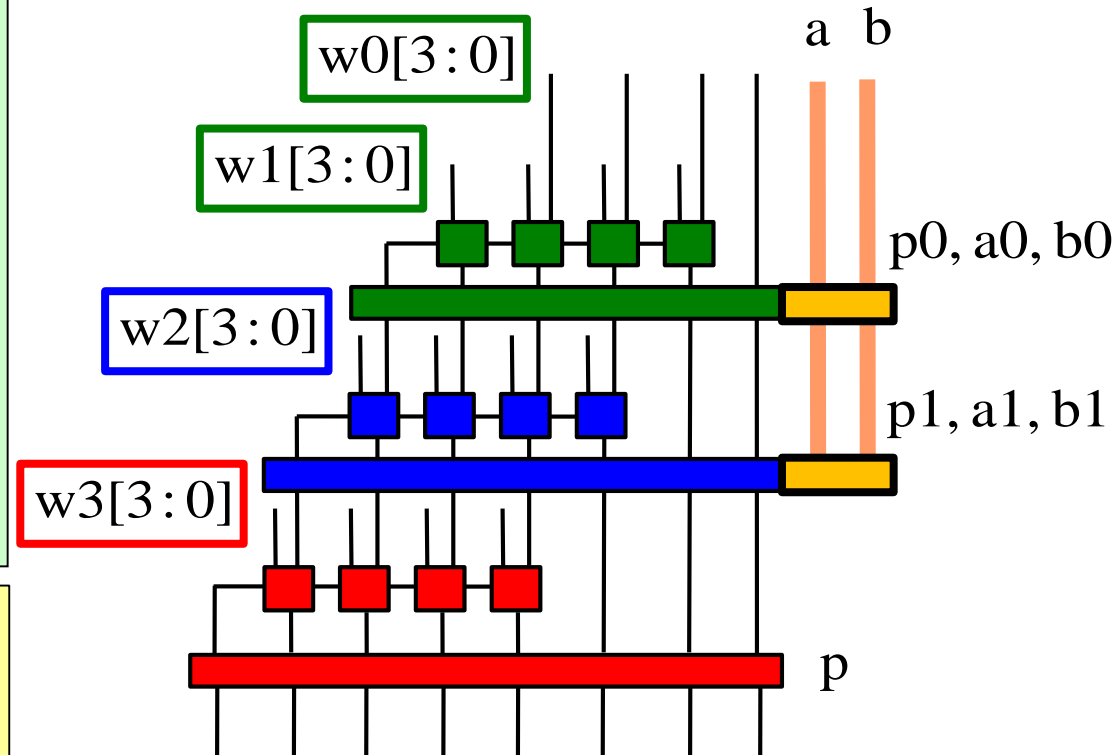 a b
w0[3:0]
w1[3:0]
p0, a0, b0
w2[3:0]
p1, a1, b1
w3[3:0]
p